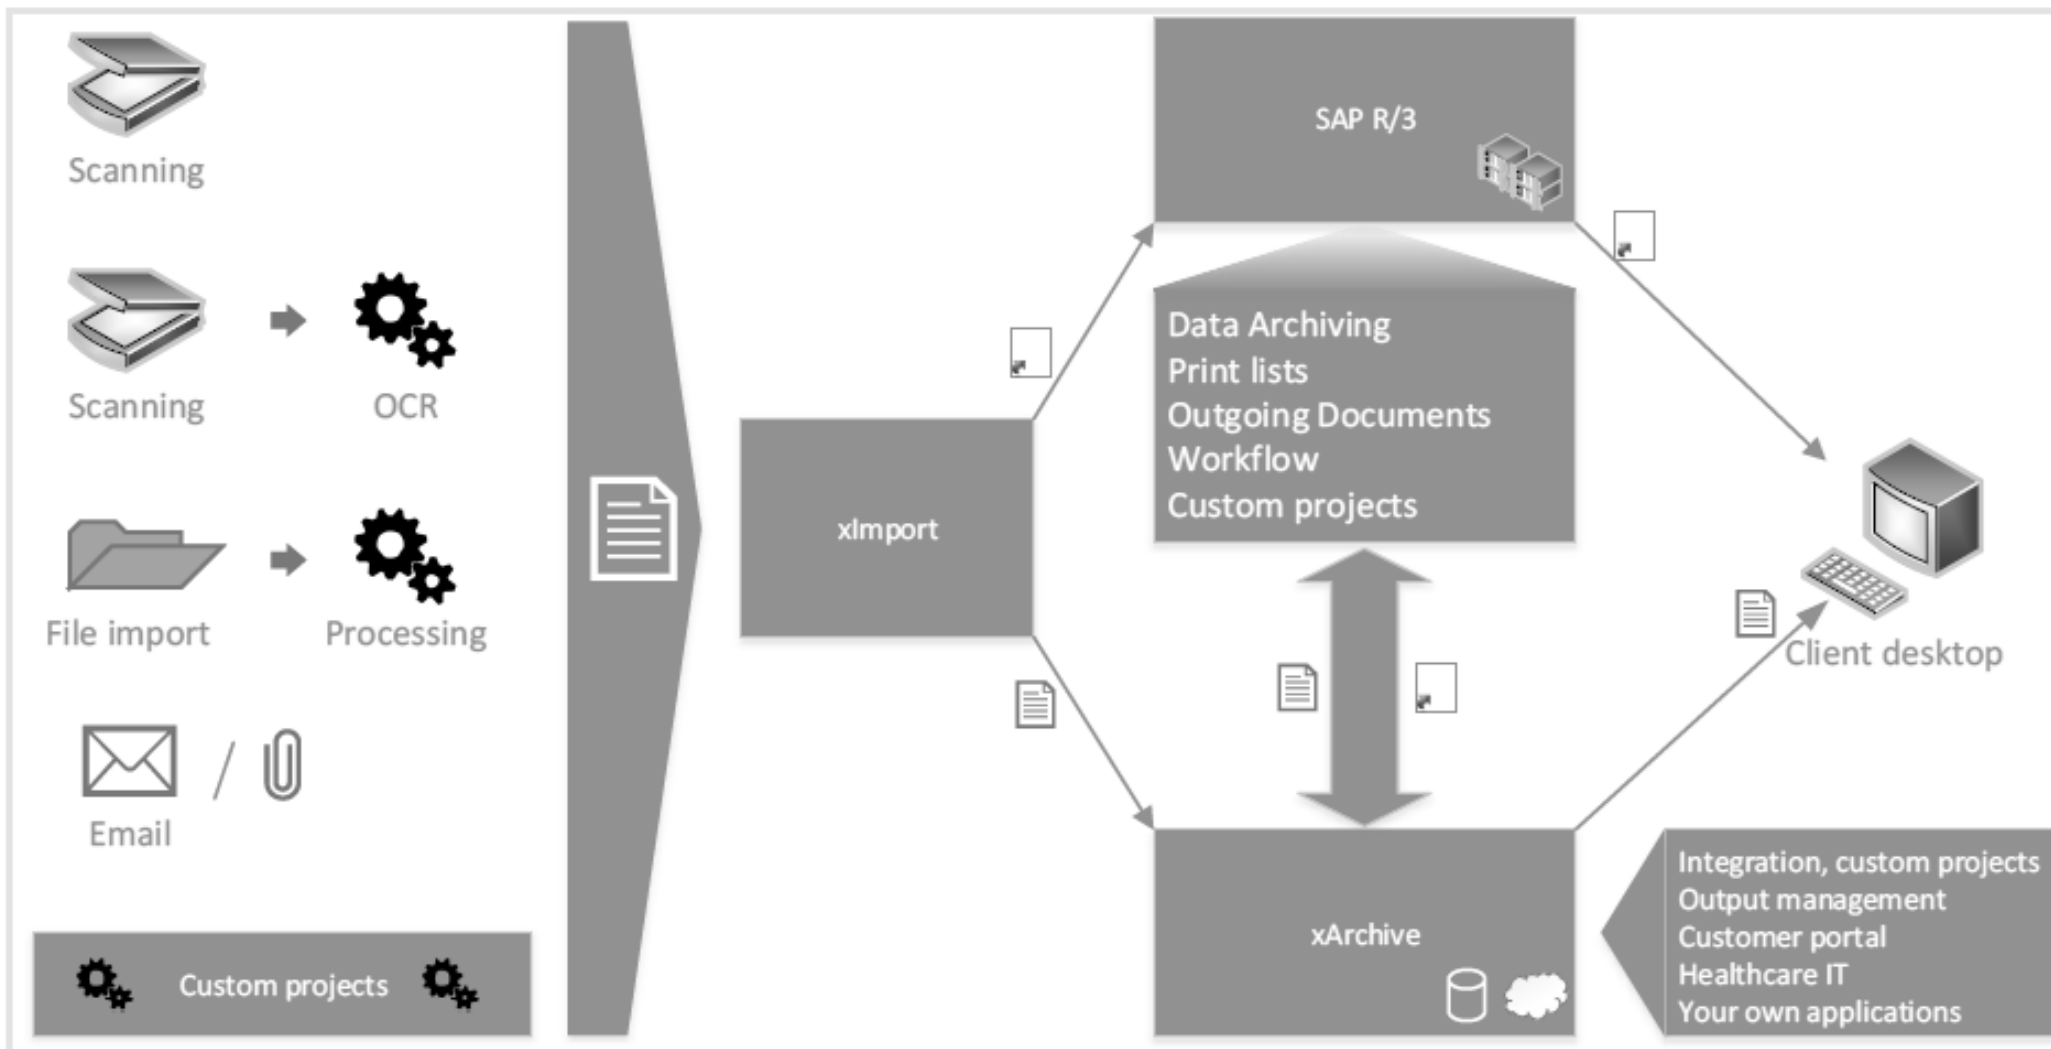 Scanning
Scanning
OCR
File import
Processing
Email
Custom projects
xImport
SAP R/3
Data Archiving
Print lists
Outgoing Documents
Workflow
Custom projects
xArchive
Client desktop
Integration, custom projects
Output management
Customer portal
Healthcare IT
Your own applications